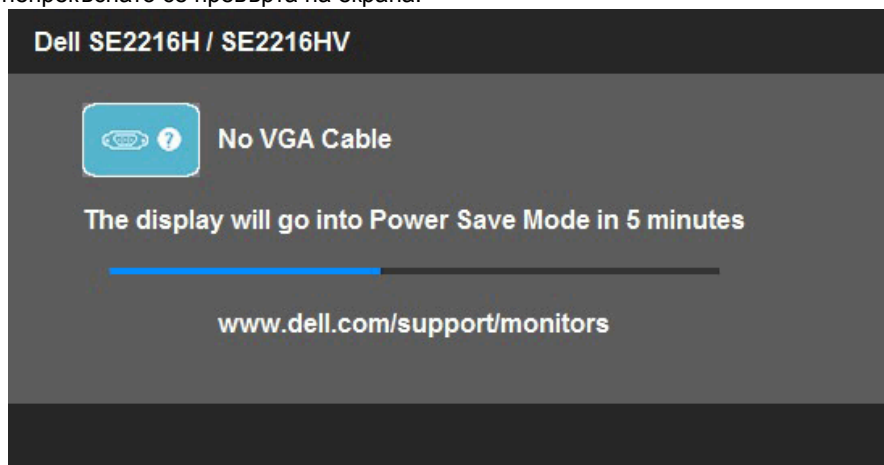 Dell SE2216H / SE2216HV
No VGA Cable
The display will go into Power Save Mode in 5 minutes
www.dell.com/support/monitors